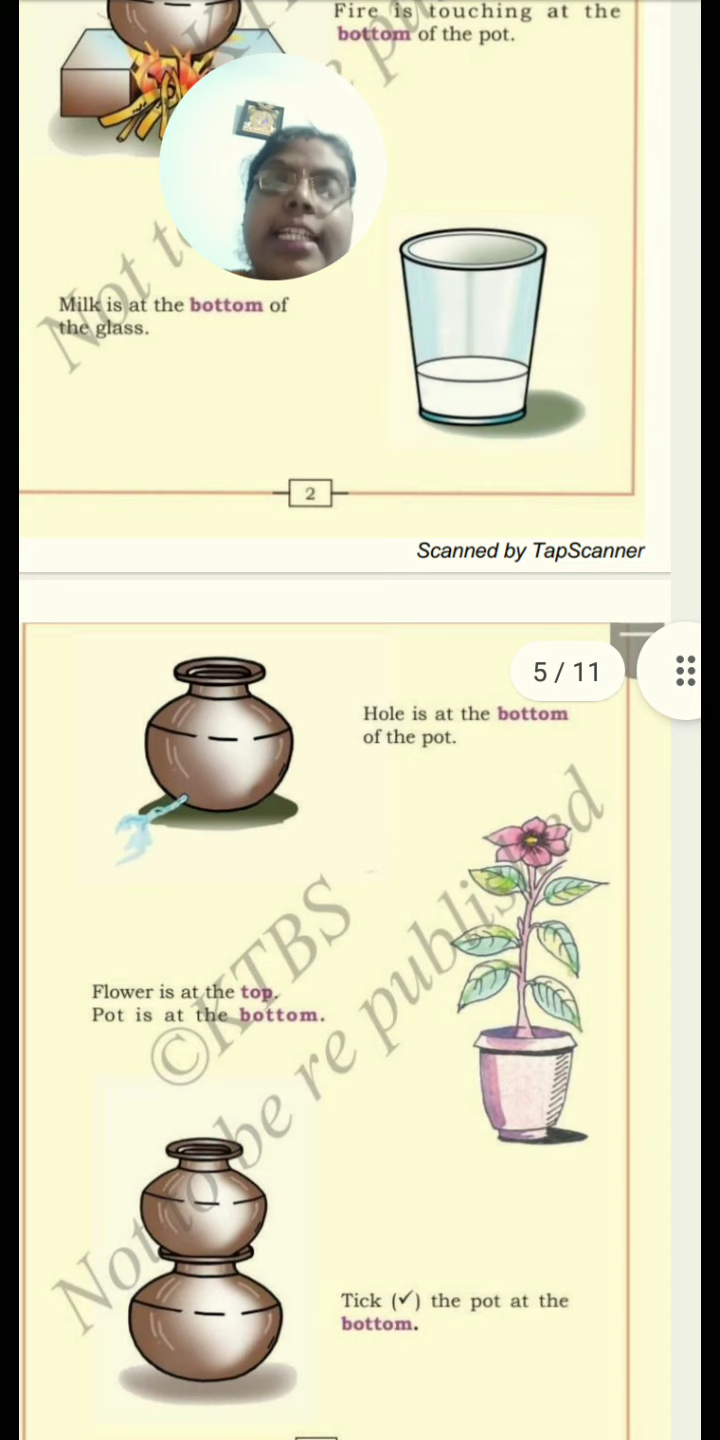 Fire is touching at the
bottom of the pot.
Milk is at the bottom of
the glass.
2
Scanned by TapScanner
5 / 11
Hole is at the bottom
of the pot.
Flower is at the top.
Pot is at the bottom.
©KTBS
Not to be re published
Tick (✓) the pot at the
bottom.